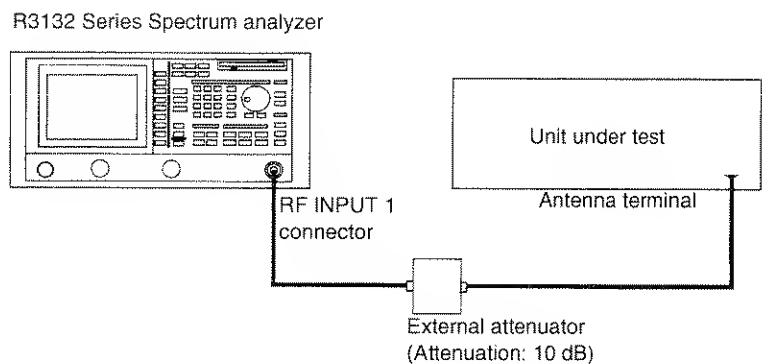 R3132 Series Spectrum analyzer
Unit under test
RF INPUT 1
connector
Antenna terminal
External attenuator
(Attenuation: 10 dB)